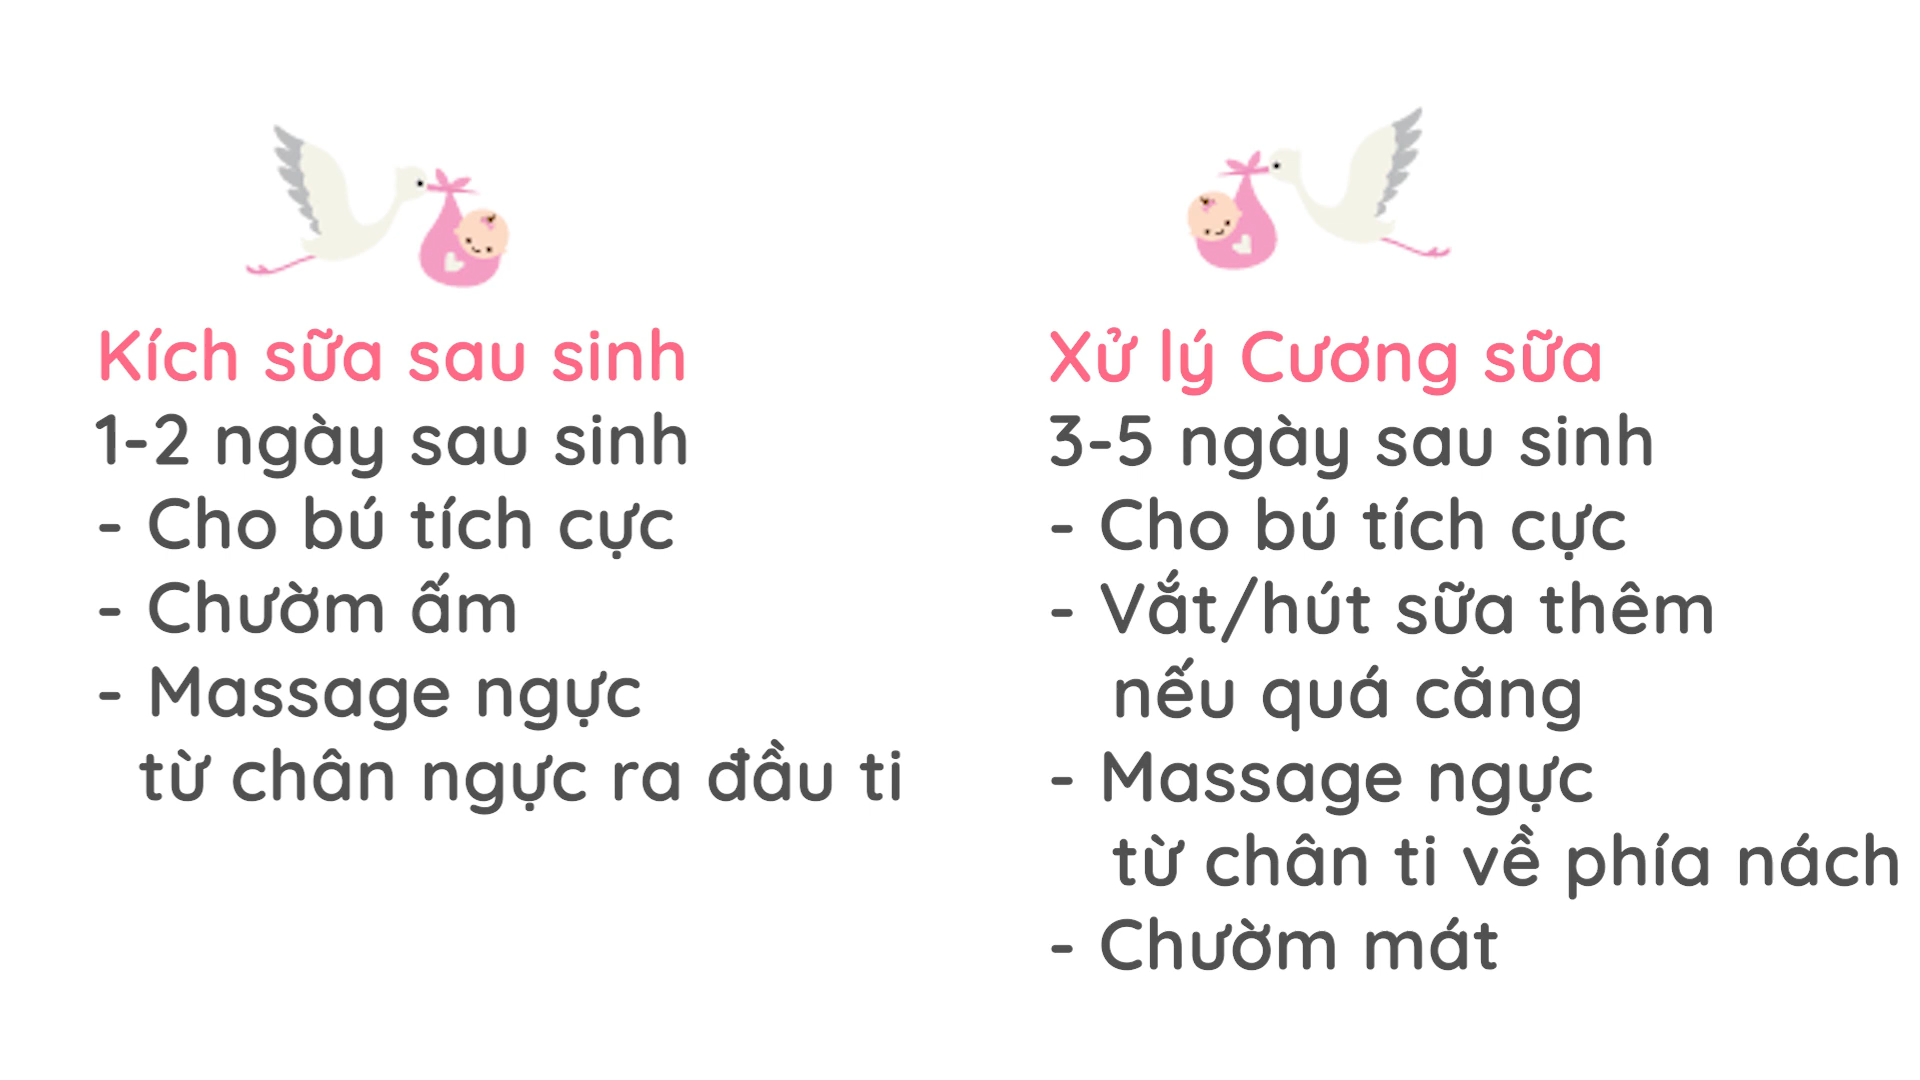 Kích sữa sau sinh
1-2 ngày sau sinh
- Cho bú tích cực
- Chườm ấm
- Massage ngực
từ chân ngực ra đầu ti
Xử lý Cương sữa
3-5 ngày sau sinh
- Cho bú tích cực
- Vắt/hút sữa thêm
nếu quá căng
- Massage ngực
từ chân ti về phía nách
- Chườm mát